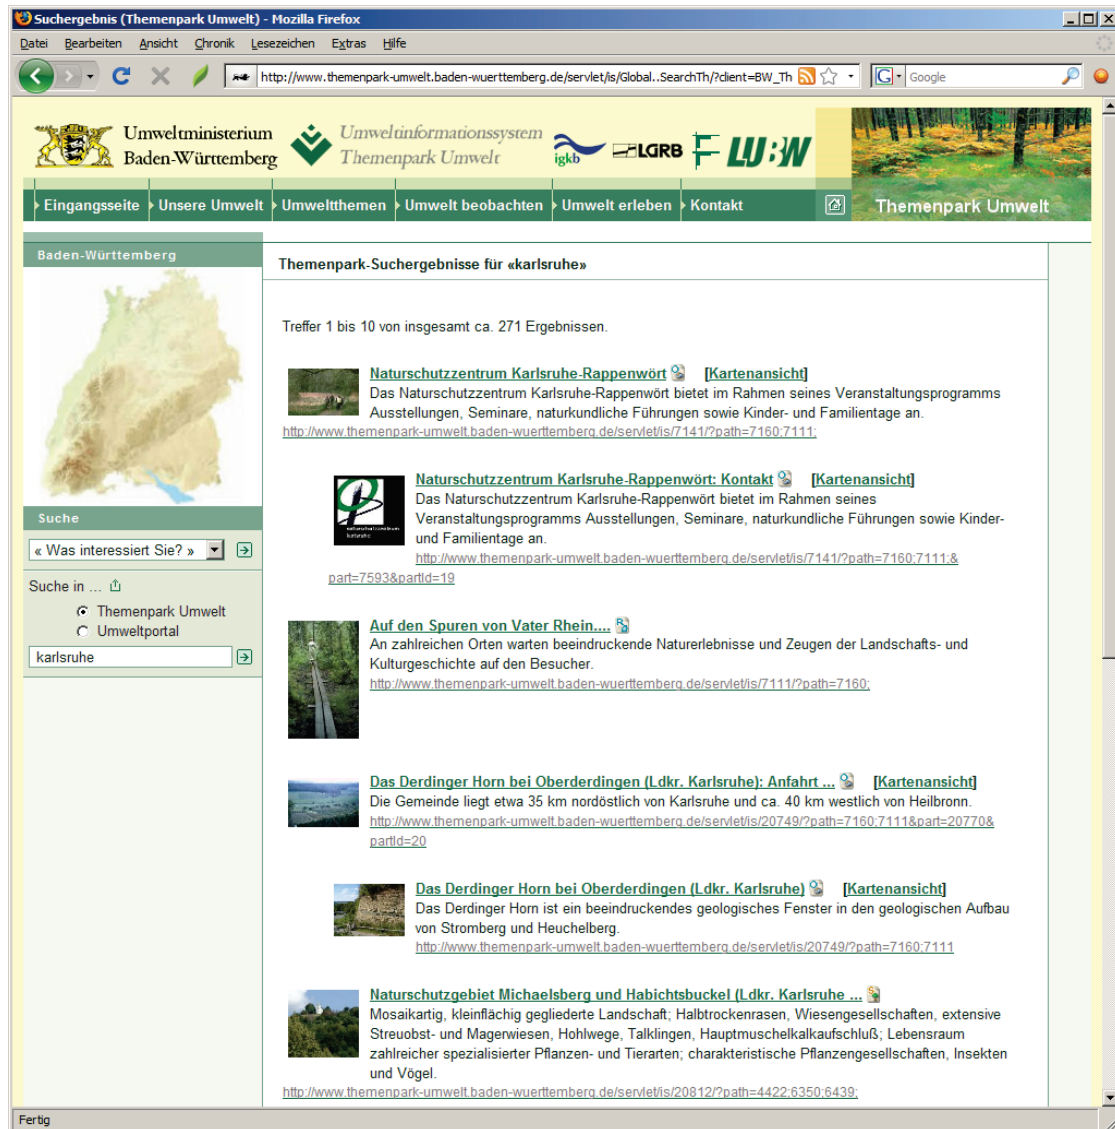 Suchergebnis (Themenpark Umwelt) - Mozilla Firefox
Datei Bearbeiten Ansicht Chronik Lesezeichen Extras Hilfe
http://www.themenpark-umwelt.baden-wuerttemberg.de/servlet/is/Global..SearchTh/?client=BW_Th
G Google
Umweltministerium
Baden-Württemberg
Umweltinformationssystem
Themenpark Umwelt
igkb
LGRB
LU:W
Eingangsseite Unsere Umwelt Umweltthemen Umwelt beobachten Umwelt erleben Kontakt
Themenpark Umwelt
Baden-Württemberg
Suche
« Was interessiert Sie? »
Suche in ...
Themenpark Umwelt
Umweltportal
karlsruhe
Themenpark-Suchergebnisse für «karlsruhe»
Treffer 1 bis 10 von insgesamt ca. 271 Ergebnissen.
Naturschutzzentrum Karlsruhe-Rappenwört [Kartenansicht]
Das Naturschutzzentrum Karlsruhe-Rappenwört bietet im Rahmen seines Veranstaltungsprogramms
Ausstellungen, Seminare, naturkundliche Führungen sowie Kinder- und Familientage an.
http://www.themenpark-umwelt.baden-wuerttemberg.de/servlet/is/7141/?path=7160;7111;
naturschutzzentrum
karlsruhe
Naturschutzzentrum Karlsruhe-Rappenwört: Kontakt [Kartenansicht]
Das Naturschutzzentrum Karlsruhe-Rappenwört bietet im Rahmen seines
Veranstaltungsprogramms Ausstellungen, Seminare, naturkundliche Führungen sowie Kinder-
und Familientage an.
http://www.themenpark-umwelt.baden-wuerttemberg.de/servlet/is/7141/?path=7160;7111;&
part=7593&partId=19
Auf den Spuren von Vater Rhein....
An zahlreichen Orten warten beeindruckende Naturerlebnisse und Zeugen der Landschafts- und
Kulturgeschichte auf den Besucher.
http://www.themenpark-umwelt.baden-wuerttemberg.de/servlet/is/7111/?path=7160;
Das Derdinger Horn bei Oberderdingen (Ldkr. Karlsruhe): Anfahrt ... [Kartenansicht]
Die Gemeinde liegt etwa 35 km nordöstlich von Karlsruhe und ca. 40 km westlich von Heilbronn.
http://www.themenpark-umwelt.baden-wuerttemberg.de/servlet/is/20749/?path=7160;7111&part=20770&
partId=20
Das Derdinger Horn bei Oberderdingen (Ldkr. Karlsruhe) [Kartenansicht]
Das Derdinger Horn ist ein beeindruckendes geologisches Fenster in den geologischen Aufbau
von Stromberg und Heuchelberg.
http://www.themenpark-umwelt.baden-wuerttemberg.de/servlet/is/20749/?path=7160;7111
Naturschutzgebiet Michaelsberg und Habichtsbuckel (Ldkr. Karlsruhe ...
Mosaikartig, kleinflächig gegliederte Landschaft; Halbtrockenrasen, Wiesengesellschaften, extensive
Streuobst- und Magerwiesen, Hohlwege, Talklingen, Hauptmuschelkalkaufschluß; Lebensraum
zahlreicher spezialisierter Pflanzen- und Tierarten; charakteristische Pflanzengesellschaften, Insekten
und Vögel.
http://www.themenpark-umwelt.baden-wuerttemberg.de/servlet/is/20812/?path=4422;6350;6439;
Fertig